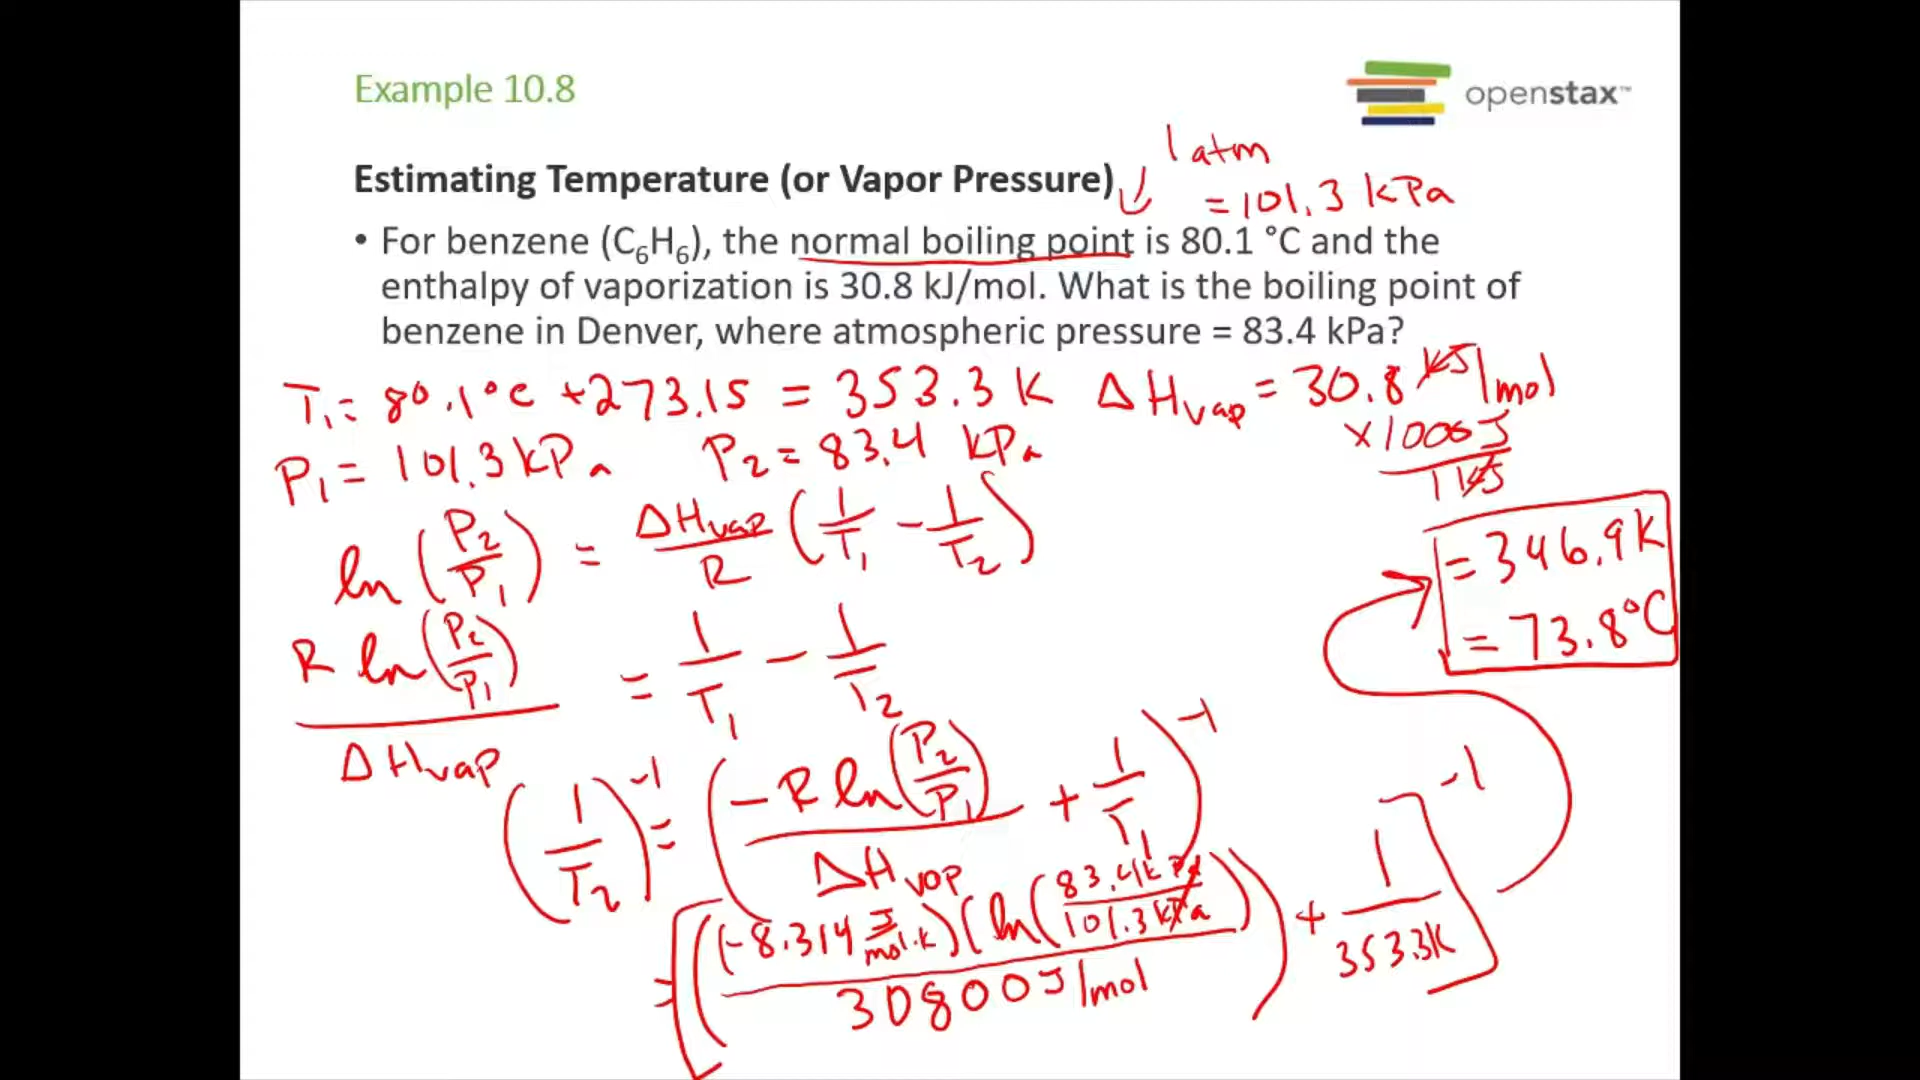 Example 10.8
openstax™
1 atm
= 101.3 kPa
Estimating Temperature (or Vapor Pressure)
• For benzene (C₆H₆), the normal boiling point is 80.1 °C and the
enthalpy of vaporization is 30.8 kJ/mol. What is the boiling point of
benzene in Denver, where atmospheric pressure = 83.4 kPa?
T₁ = 80.1°C + 273.15 = 353.3 K ΔHvap = 30.8 kJ/mol
× 1000 J
1 kJ
P₁ = 101.3 kPa P₂ = 83.4 kPa
ln (P₂/P₁) = ΔHvap/R (1/T₁ - 1/T₂)
R ln(P₂/P₁)/ΔHvap = 1/T₁ - 1/T₂
(1/T₂)⁻¹ = (-R ln(P₂/P₁)/ΔHvap + 1/T₁)⁻¹
= [((-8.314 J/mol·K)(ln(83.4 kPa/101.3 kPa))/30800 J/mol) + 1/353.3K]⁻¹
= 346.9 K
= 73.8°C